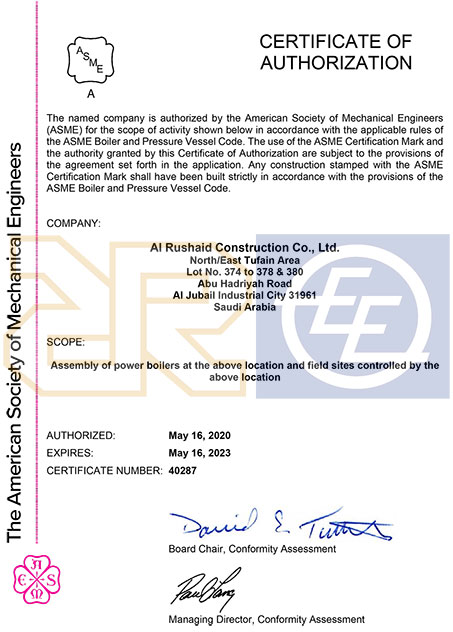 ASME
A
CERTIFICATE OF
AUTHORIZATION
The named company is authorized by the American Society of Mechanical Engineers
(ASME) for the scope of activity shown below in accordance with the applicable rules of
the ASME Boiler and Pressure Vessel Code. The use of the ASME Certification Mark and
the authority granted by this Certificate of Authorization are subject to the provisions of
the agreement set forth in the application. Any construction stamped with the ASME
Certification Mark shall have been built strictly in accordance with the provisions of the
ASME Boiler and Pressure Vessel Code.
COMPANY:
Al Rushaid Construction Co., Ltd.
North/East Tufain Area
Lot No. 374 to 378 & 380
Abu Hadriyah Road
Al Jubail Industrial City 31961
Saudi Arabia
SCOPE:
Assembly of power boilers at the above location and field sites controlled by the
above location
AUTHORIZED: May 16, 2020
EXPIRES: May 16, 2023
CERTIFICATE NUMBER: 40287
Board Chair, Conformity Assessment
Managing Director, Conformity Assessment
The American Society of Mechanical Engineers
ASME